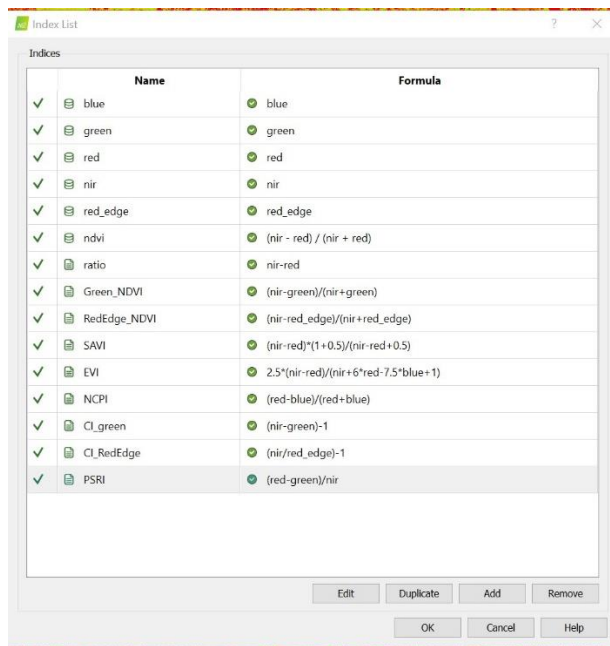 Index List
Indices
Name Formula
blue blue
green green
red red
nir nir
red_edge red_edge
ndvi (nir - red) / (nir + red)
ratio nir-red
Green_NDVI (nir-green)/(nir+green)
RedEdge_NDVI (nir-red_edge)/(nir+red_edge)
SAVI (nir-red)*(1+0.5)/(nir-red+0.5)
EVI 2.5*(nir-red)/(nir+6*red-7.5*blue+1)
NCPI (red-blue)/(red+blue)
CI_green (nir-green)-1
CI_RedEdge (nir/red_edge)-1
PSRI (red-green)/nir
Edit Duplicate Add Remove
OK Cancel Help